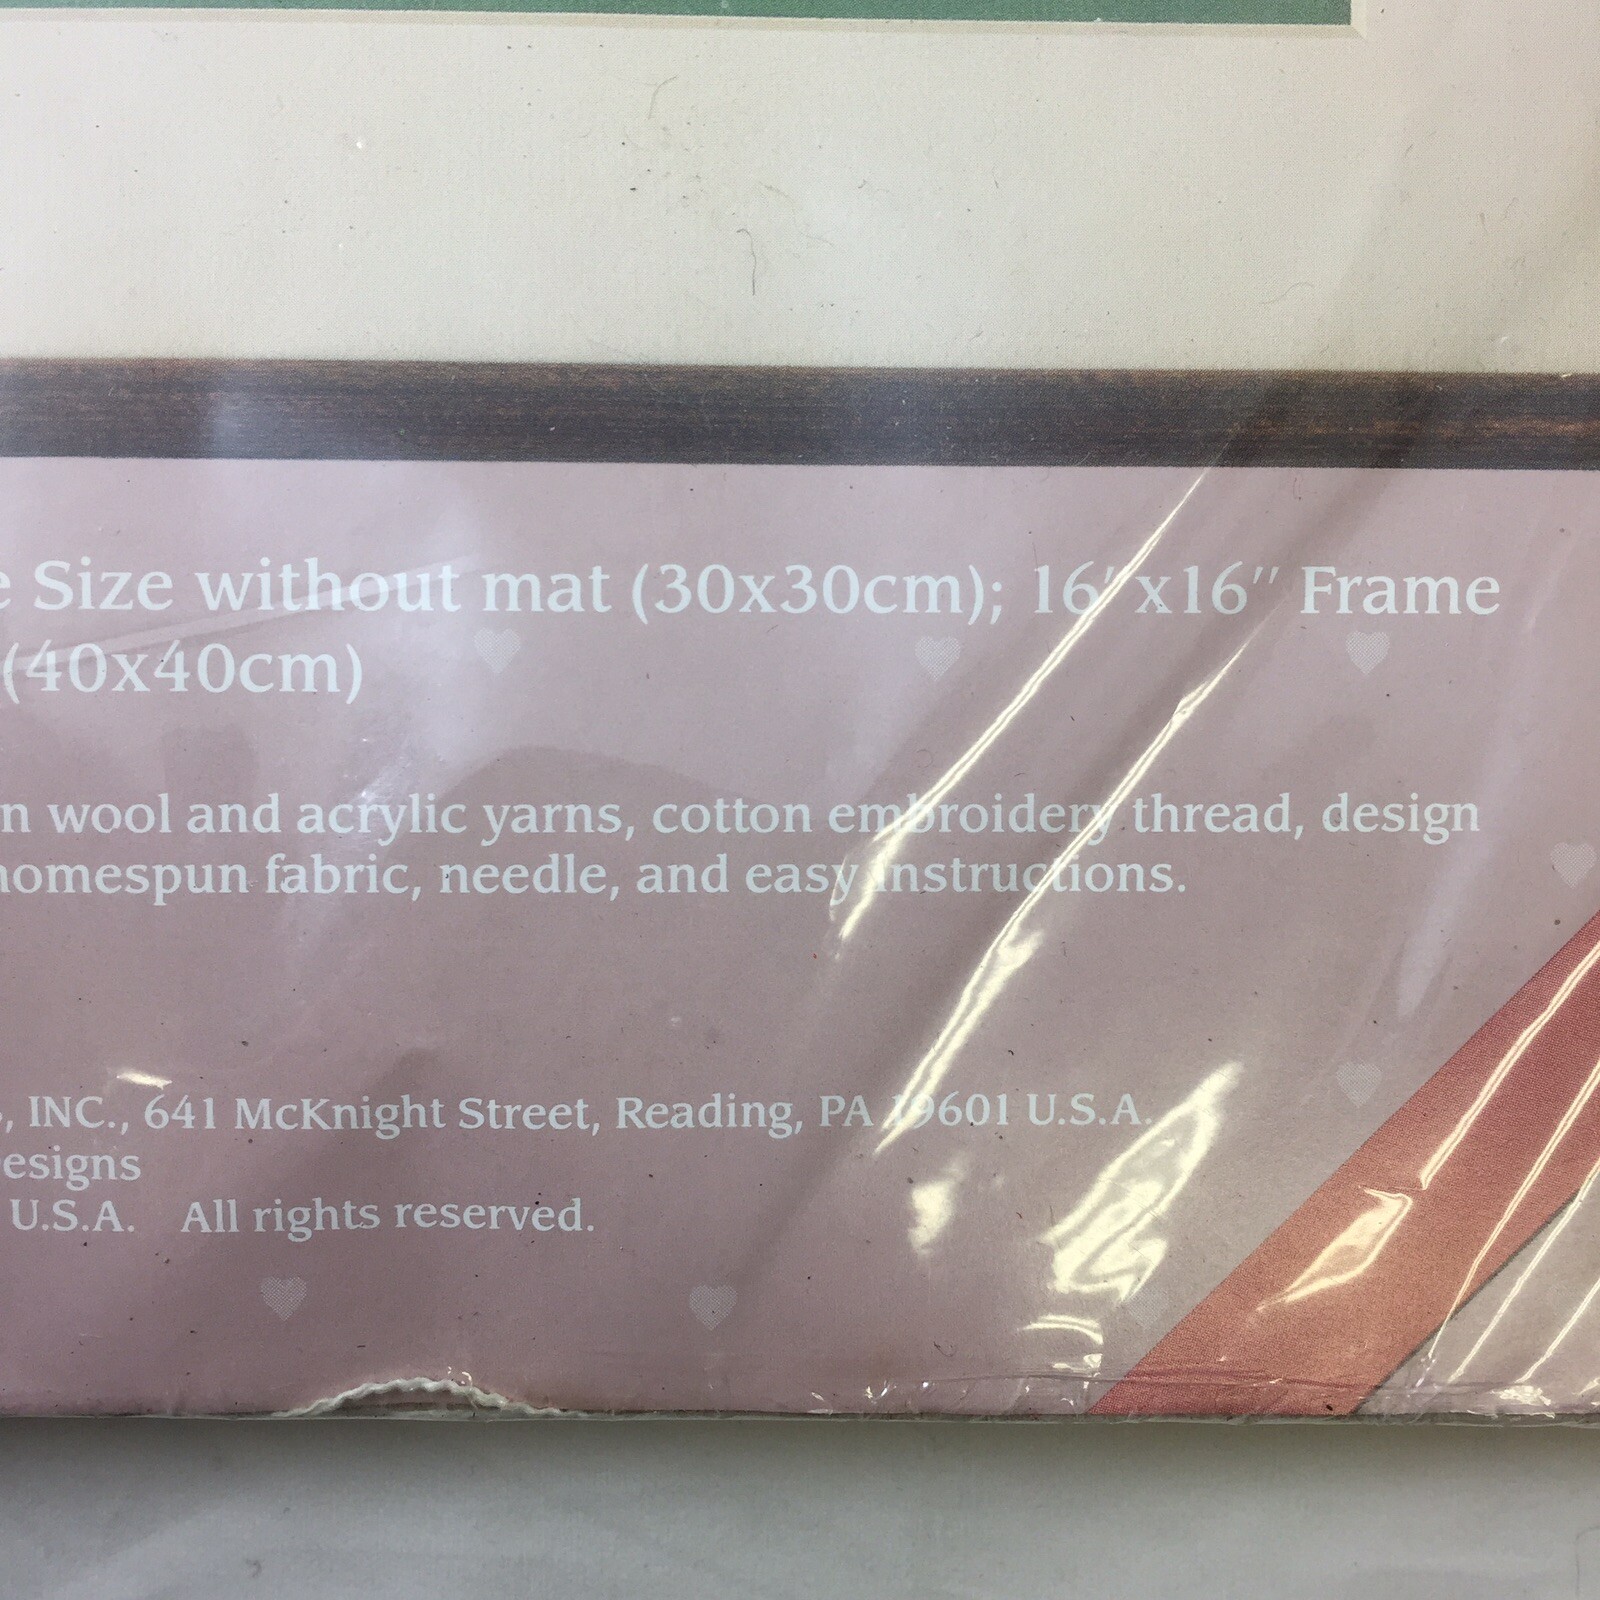 e Size without mat (30x30cm); 16"x16" Frame
(40x40cm)
n wool and acrylic yarns, cotton embroidery thread, design
homespun fabric, needle, and easy instructions.
, INC., 641 McKnight Street, Reading, PA 19601 U.S.A.
esigns
U.S.A. All rights reserved.